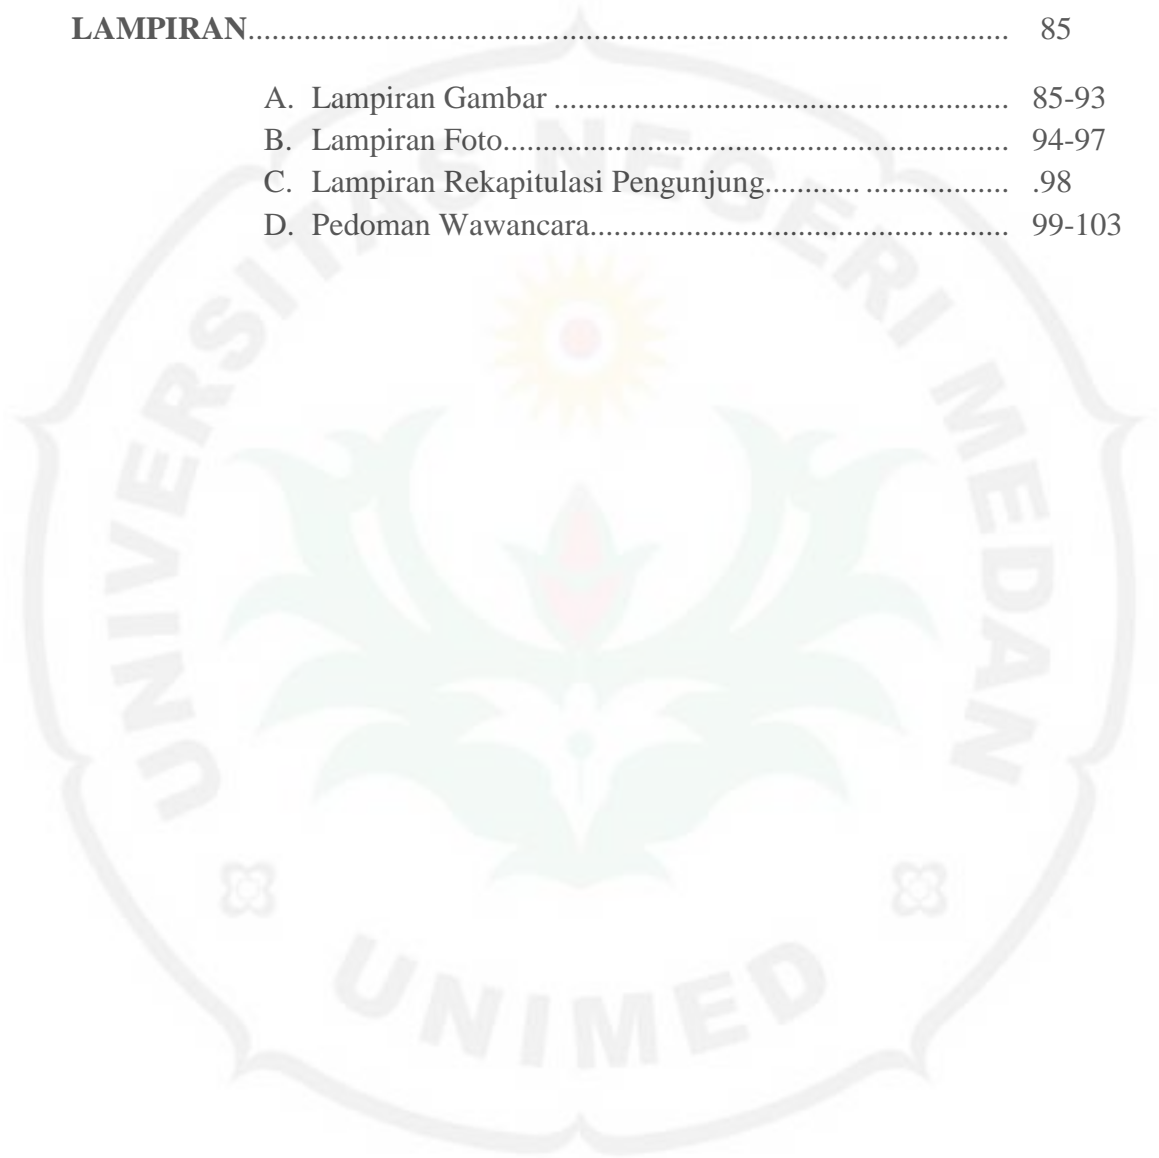 LAMPIRAN............................................................................................... 85
A. Lampiran Gambar ......................................................... 85-93
B. Lampiran Foto............................................................... 94-97
C. Lampiran Rekapitulasi Pengunjung............ .................. .98
D. Pedoman Wawancara.................................................... 99-103
UNIVERSITAS NEGERI MEDAN
UNIMED